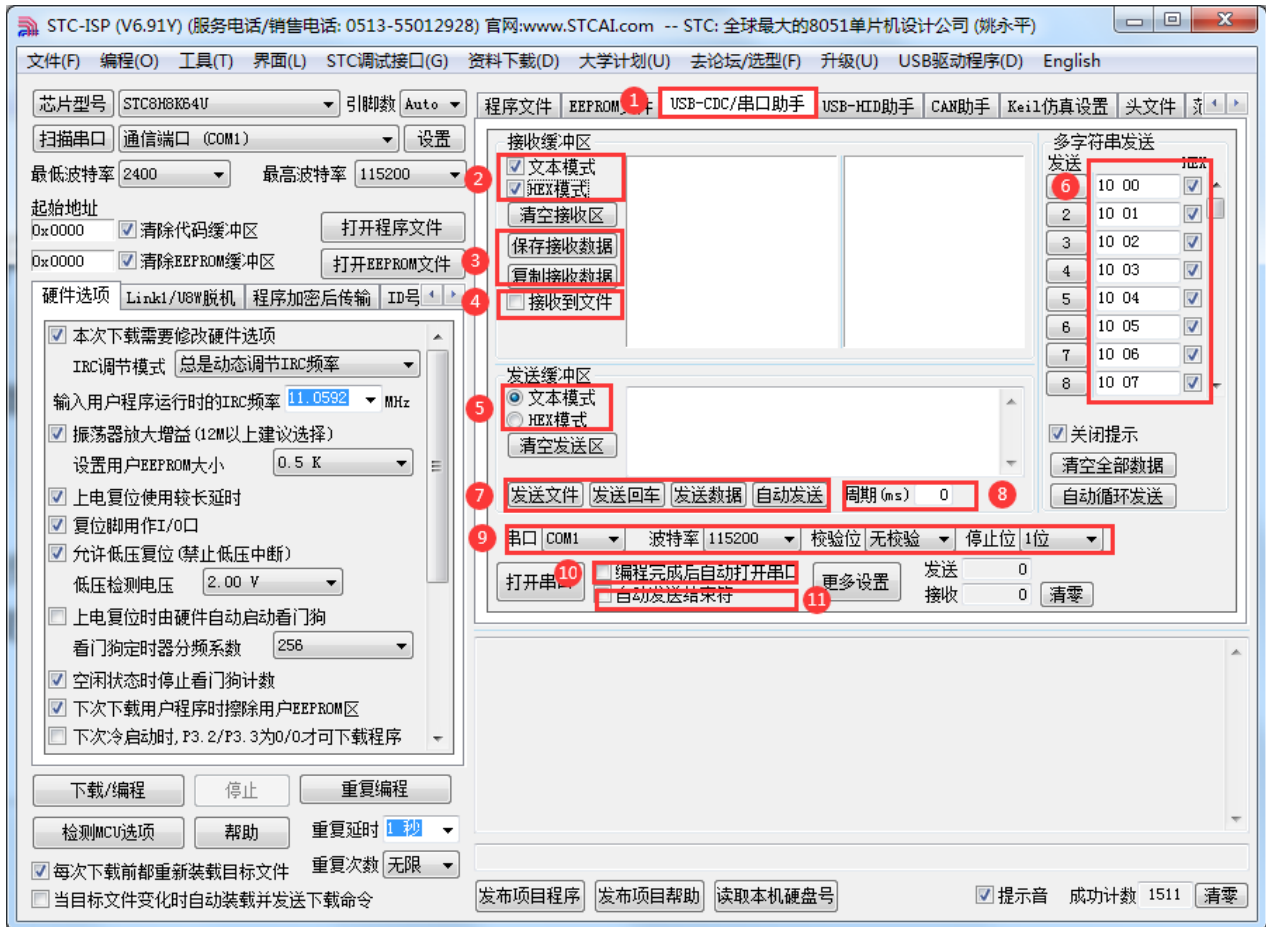 STC-ISP (V6.91Y) (服务电话/销售电话: 0513-55012928) 官网:www.STCAI.com -- STC: 全球最大的8051单片机设计公司 (姚永平)
文件(F) 编程(O) 工具(T) 界面(L) STC调试接口(G) 资料下载(D) 大学计划(U) 去论坛/选型(F) 升级(U) USB驱动程序(D) English
芯片型号 STC8H8K64U 引脚数 Auto
扫描串口 通信端口 (COM1) 设置
最低波特率 2400 最高波特率 115200
起始地址
0x0000 清除代码缓冲区 打开程序文件
0x0000 清除EEPROM缓冲区 打开EEPROM文件
硬件选项 Link1/U8W脱机 程序加密后传输 ID号
本次下载需要修改硬件选项
IRC调节模式 总是动态调节IRC频率
输入用户程序运行时的IRC频率 11.0592 MHz
振荡器放大增益(12M以上建议选择)
设置用户EEPROM大小 0.5 K
上电复位使用较长延时
复位脚用作I/O口
允许低压复位(禁止低压中断)
低压检测电压 2.00 V
上电复位时由硬件自动启动看门狗
看门狗定时器分频系数 256
空闲状态时停止看门狗计数
下次下载用户程序时擦除用户EEPROM区
下次冷启动时,P3.2/P3.3为0/0才可下载程序
下载/编程 停止 重复编程
检测MCU选项 帮助 重复延时 1 秒
每次下载前都重新装载目标文件 重复次数 无限
当目标文件变化时自动装载并发送下载命令
程序文件 EEPROM 1 USB-CDC/串口助手 USB-HID助手 CAN助手 Keil仿真设置 头文件
接收缓冲区
2 文本模式
HEX模式
清空接收区
3 保存接收数据
复制接收数据
4 接收到文件
多字符串发送
发送 HEX
6 10 00
2 10 01
3 10 02
4 10 03
5 10 04
6 10 05
7 10 06
8 10 07
关闭提示
清空全部数据
自动循环发送
发送缓冲区
5 文本模式
HEX模式
清空发送区
7 发送文件 发送回车 发送数据 自动发送 周期(ms) 0 8
9 串口 COM1 波特率 115200 校验位 无校验 停止位 1位
打开串口 10 编程完成后自动打开串口 更多设置 发送 0
自动发送结束符 11 接收 0 清零
发布项目程序 发布项目帮助 读取本机硬盘号 提示音 成功计数 1511 清零